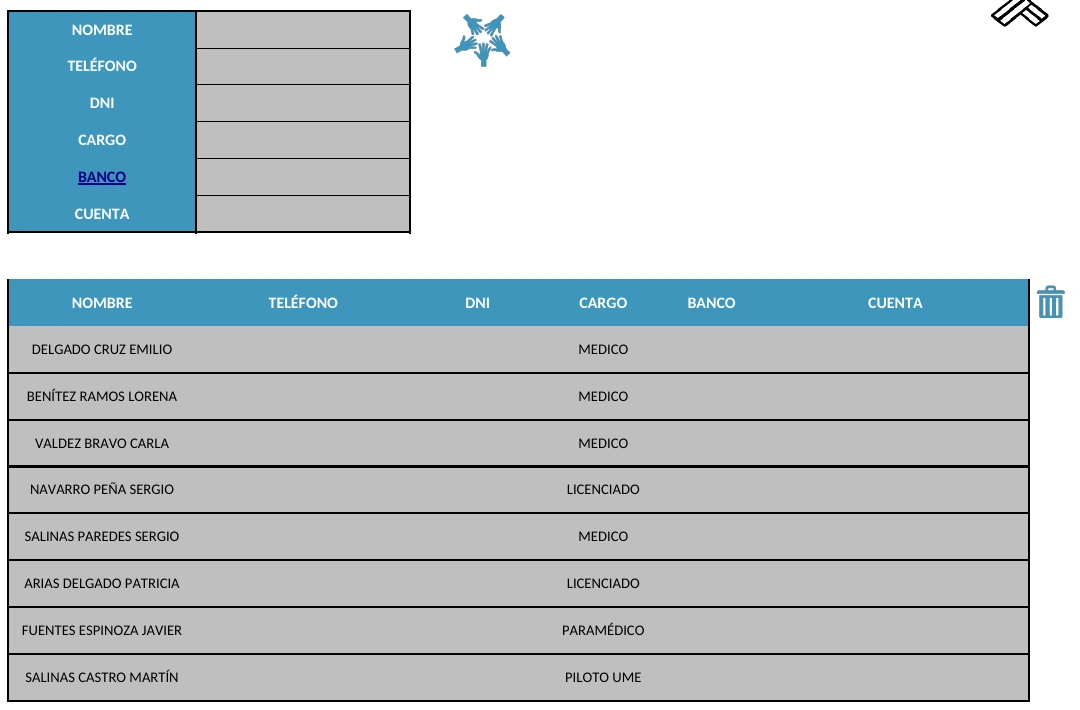 NOMBRE
TELÉFONO
DNI
CARGO
BANCO
CUENTA
NOMBRE TELÉFONO DNI CARGO BANCO CUENTA
DELGADO CRUZ EMILIO MEDICO
BENÍTEZ RAMOS LORENA MEDICO
VALDEZ BRAVO CARLA MEDICO
NAVARRO PEÑA SERGIO LICENCIADO
SALINAS PAREDES SERGIO MEDICO
ARIAS DELGADO PATRICIA LICENCIADO
FUENTES ESPINOZA JAVIER PARAMÉDICO
SALINAS CASTRO MARTÍN PILOTO UME